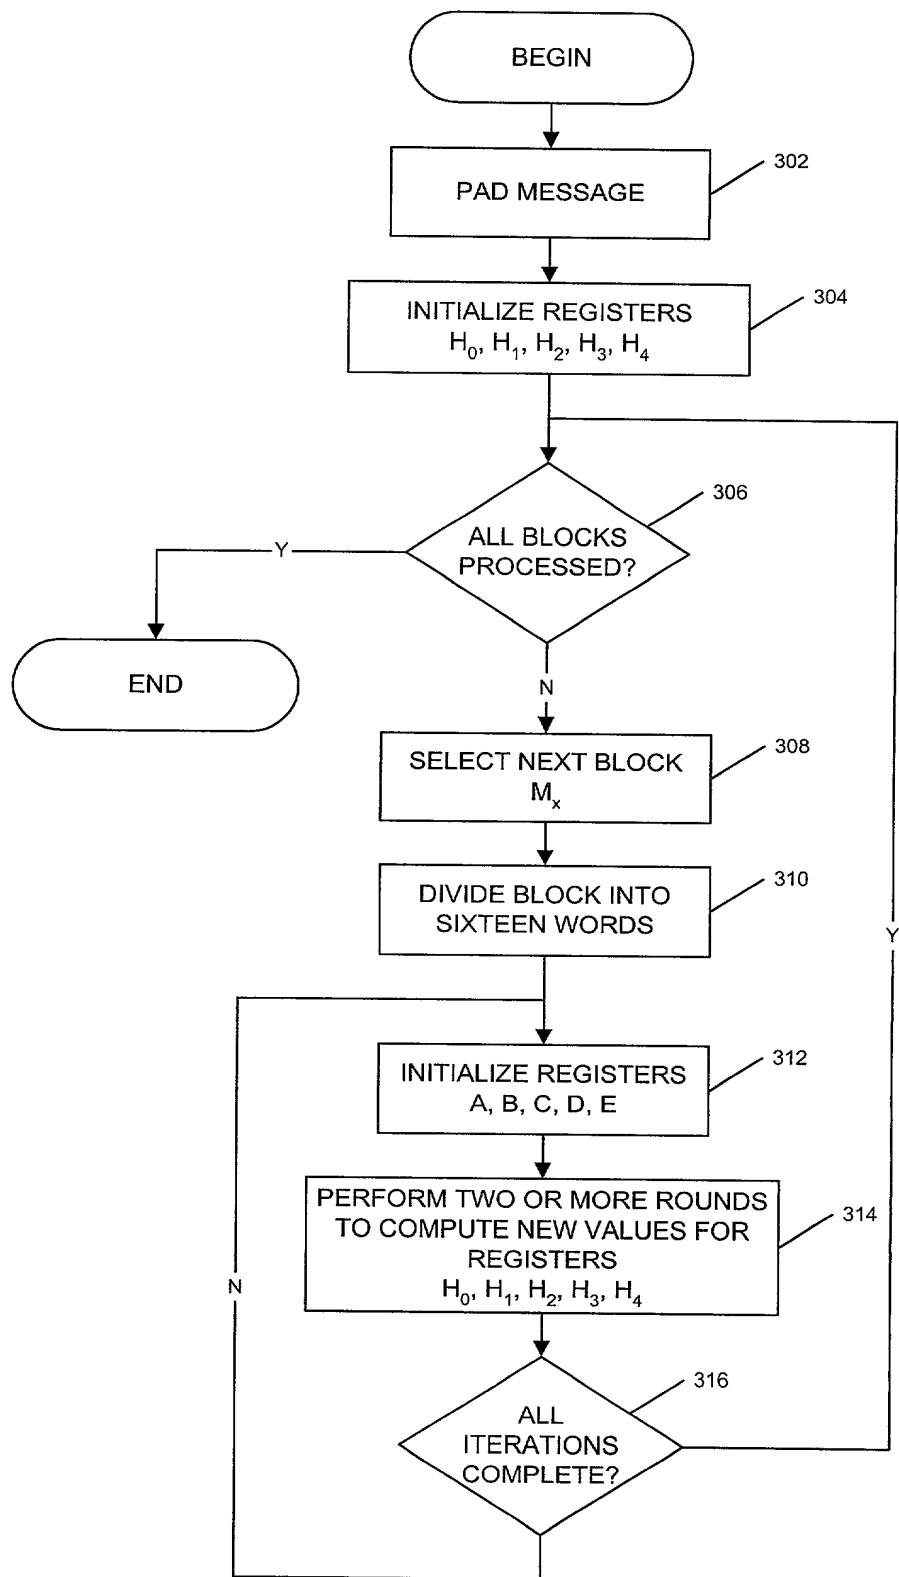 BEGIN
302
PAD MESSAGE
304
INITIALIZE REGISTERS
H0, H1, H2, H3, H4
306
ALL BLOCKS
PROCESSED?
Y
END
N
308
SELECT NEXT BLOCK
Mx
310
DIVIDE BLOCK INTO
SIXTEEN WORDS
Y
312
INITIALIZE REGISTERS
A, B, C, D, E
314
PERFORM TWO OR MORE ROUNDS
TO COMPUTE NEW VALUES FOR
REGISTERS
H0, H1, H2, H3, H4
N
316
ALL
ITERATIONS
COMPLETE?